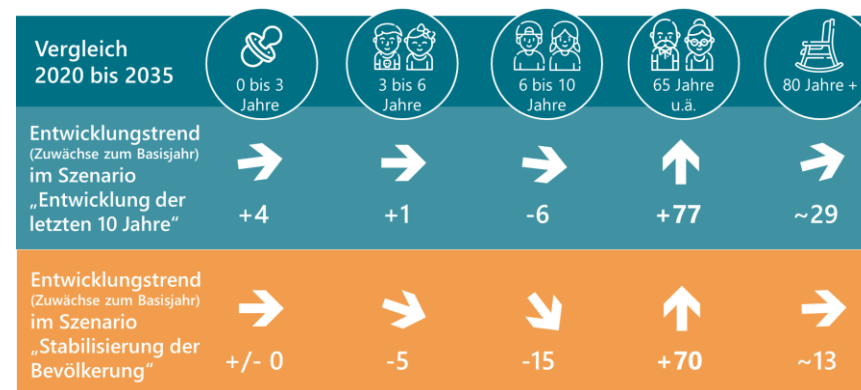 Vergleich
2020 bis 2035
0 bis 3
Jahre
3 bis 6
Jahre
6 bis 10
Jahre
65 Jahre
u.ä.
80 Jahre +
Entwicklungstrend
(Zuwächse zum Basisjahr)
im Szenario
„Entwicklung der
letzten 10 Jahre“
+4
+1
-6
+77
~29
Entwicklungstrend
(Zuwächse zum Basisjahr)
im Szenario
„Stabilisierung der
Bevölkerung“
+/- 0
-5
-15
+70
~13